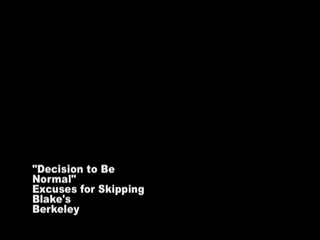 "Decision to Be
Normal"
Excuses for Skipping
Blake's
Berkeley